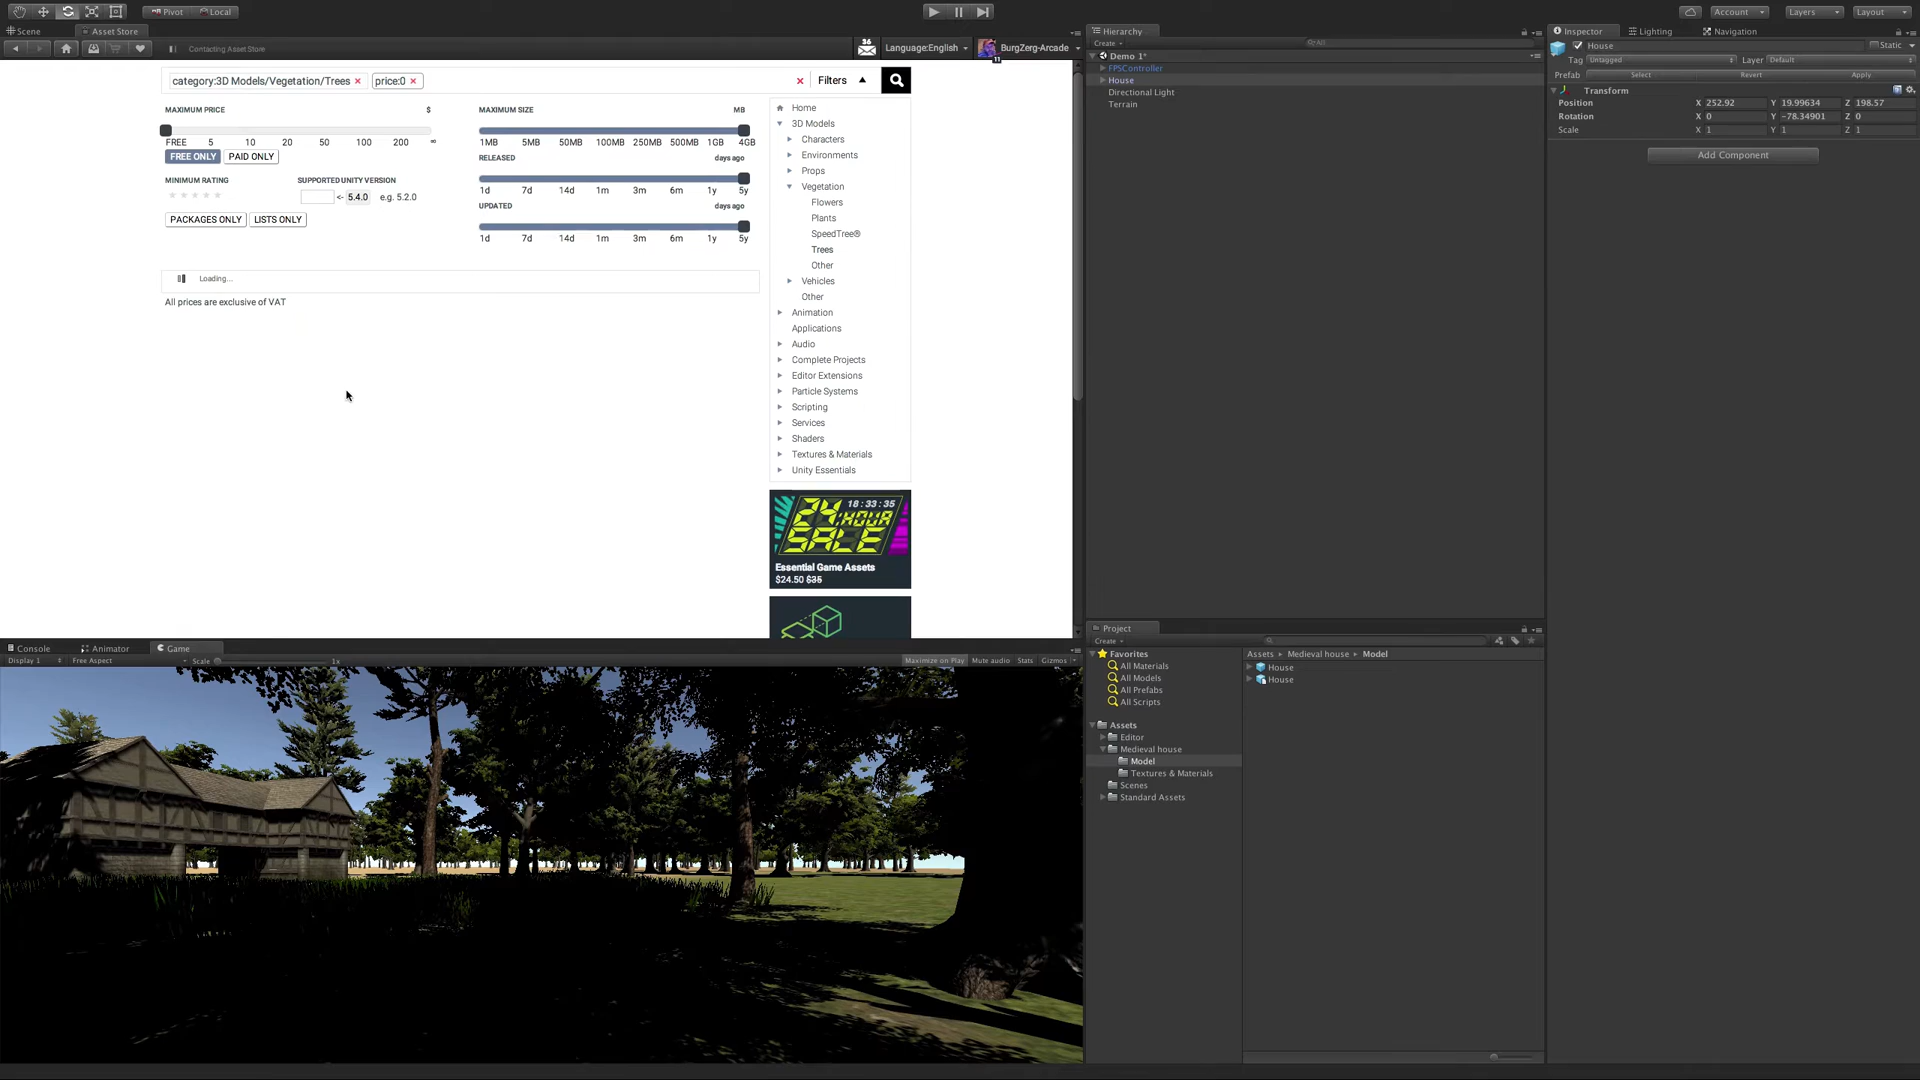 Pivot Local Account Layers Layout
Scene Asset Store Hierarchy Inspector Lighting Navigation
Contacting Asset Store 36 Language:English BurgZerg-Arcade 11
Create All
category:3D Models/Vegetation/Trees × price:0 × × Filters
MAXIMUM PRICE $
FREE 5 10 20 50 100 200 ∞
FREE ONLY PAID ONLY
MINIMUM RATING SUPPORTED UNITY VERSION
<- 5.4.0 e.g. 5.2.0
PACKAGES ONLY LISTS ONLY
MAXIMUM SIZE MB
1MB 5MB 50MB 100MB 250MB 500MB 1GB 4GB
RELEASED days ago
1d 7d 14d 1m 3m 6m 1y 5y
UPDATED days ago
1d 7d 14d 1m 3m 6m 1y 5y
Loading...
All prices are exclusive of VAT
Home
3D Models
Characters
Environments
Props
Vegetation
Flowers
Plants
SpeedTree®
Trees
Other
Vehicles
Other
Animation
Applications
Audio
Complete Projects
Editor Extensions
Particle Systems
Scripting
Services
Shaders
Textures & Materials
Unity Essentials
18:33:35
24 HOUR
SALE
Essential Game Assets
$24.50 $35
Demo 1*
FPSController
House
Directional Light
Terrain
House Static
Tag Untagged Layer Default
Prefab Select Revert Apply
Transform
Position X 252.92 Y 19.99634 Z 198.57
Rotation X 0 Y -78.34901 Z 0
Scale X 1 Y 1 Z 1
Add Component
Console Animator Game
Display 1 Free Aspect Scale 1x Maximize on Play Mute audio Stats Gizmos
Project
Create
Favorites
All Materials
All Models
All Prefabs
All Scripts
Assets
Editor
Medieval house
Model
Textures & Materials
Scenes
Standard Assets
Assets Medieval house Model
House
House